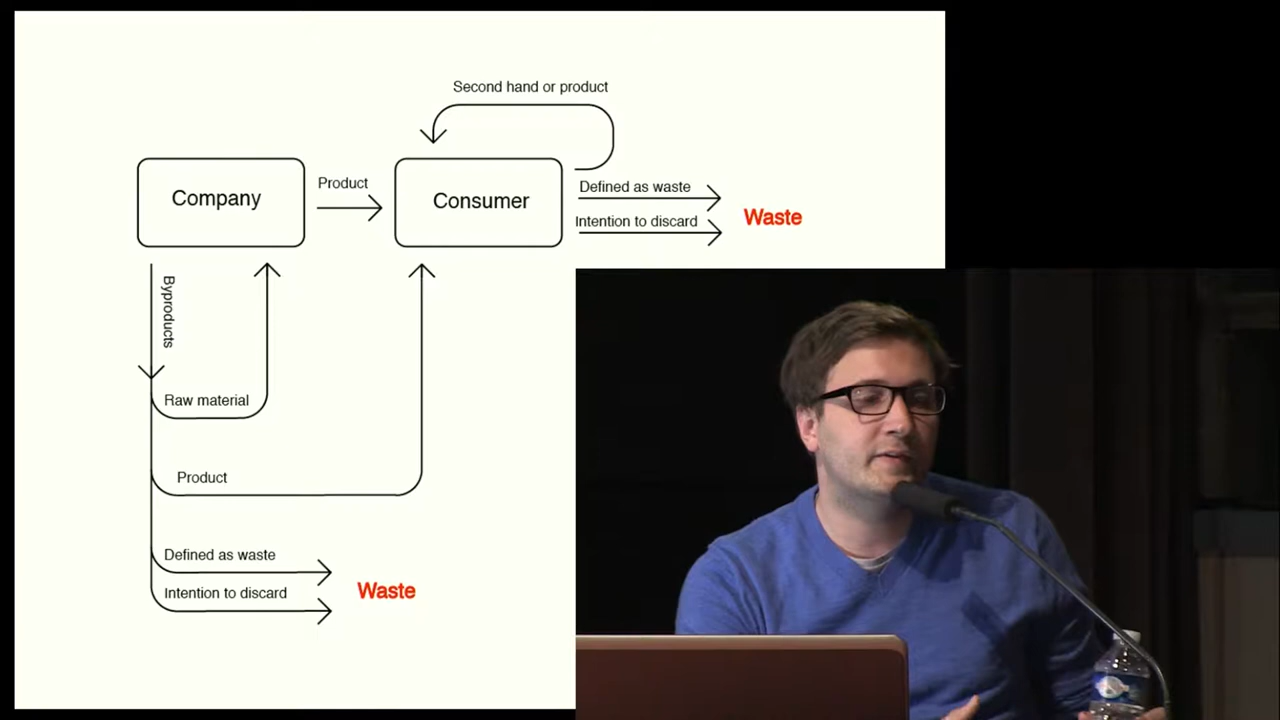 Second hand or product
Company
Product
Consumer
Defined as waste
Intention to discard
Waste
Byproducts
Raw material
Product
Defined as waste
Intention to discard
Waste